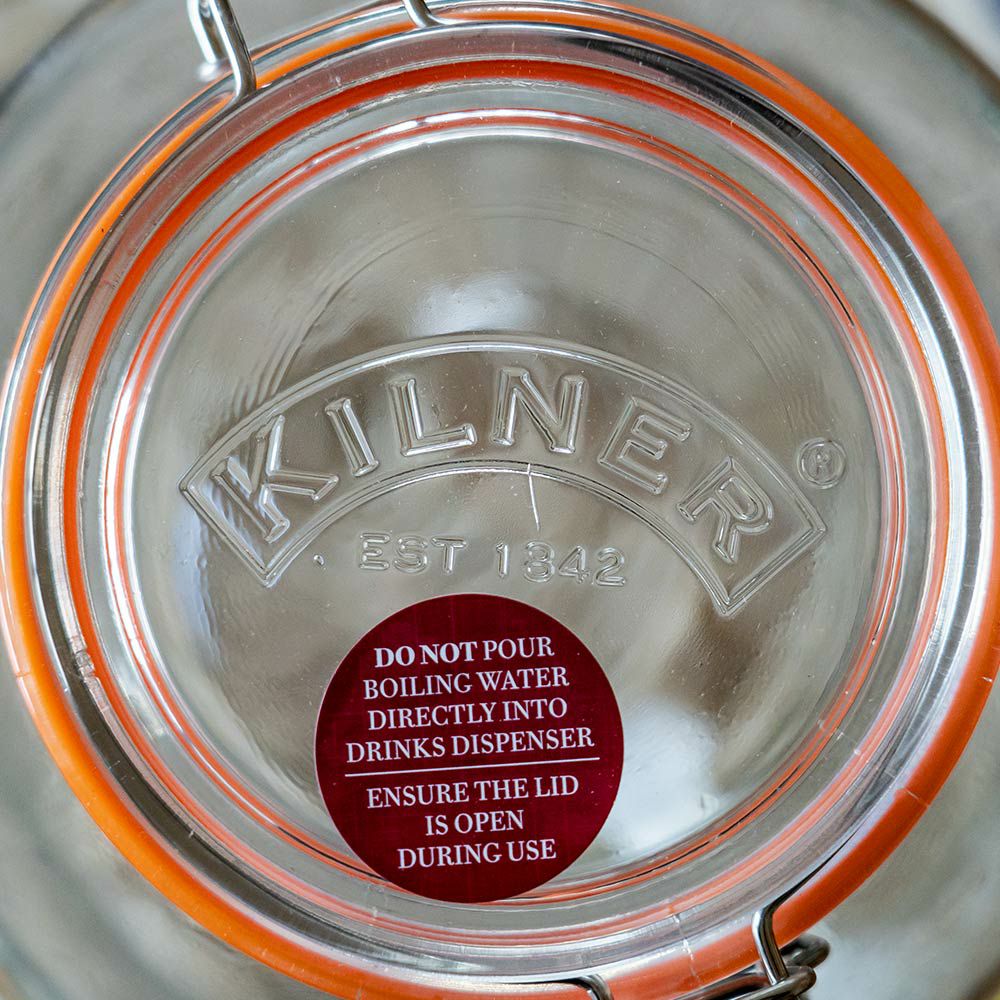 KILNER®
EST 1842
DO NOT POUR
BOILING WATER
DIRECTLY INTO
DRINKS DISPENSER
ENSURE THE LID
IS OPEN
DURING USE